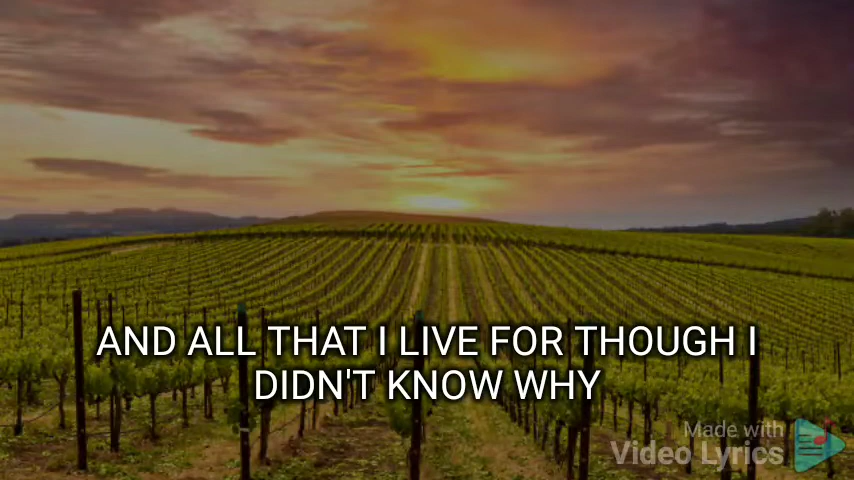 AND ALL THAT I LIVE FOR THOUGH I
DIDN'T KNOW WHY
Made with
Video Lyrics